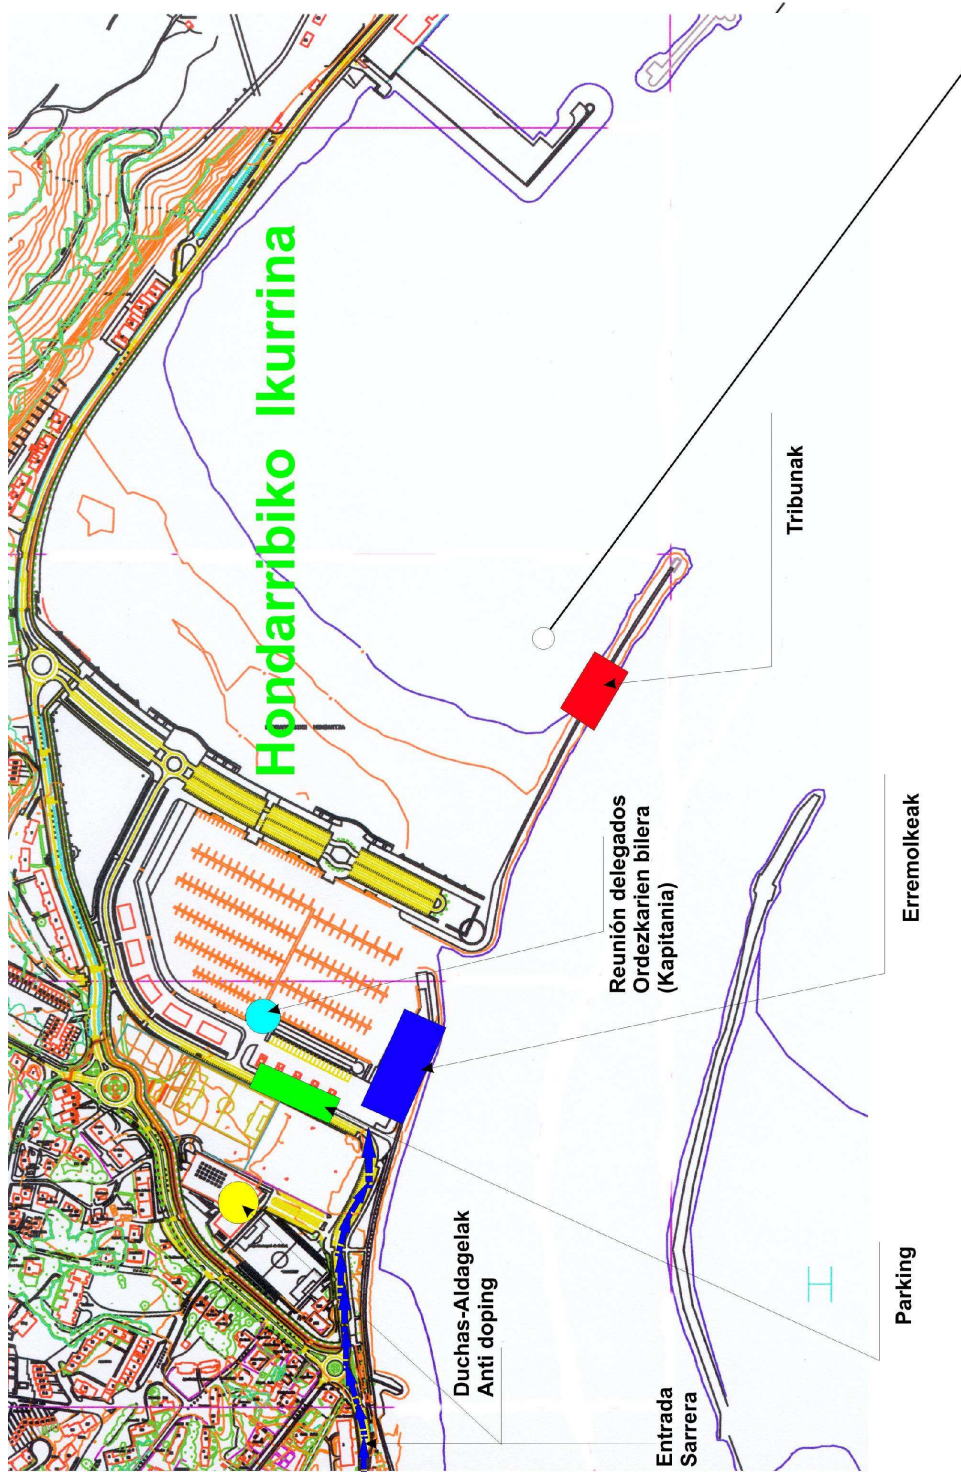 Hondarribiko Ikurrina
Tribunak
Reunión delegados
Ordezkarien bilera
(Kapitania)
Erremolkeak
Duchas-Aldagelak
Anti doping
Parking
Entrada
Sarrera